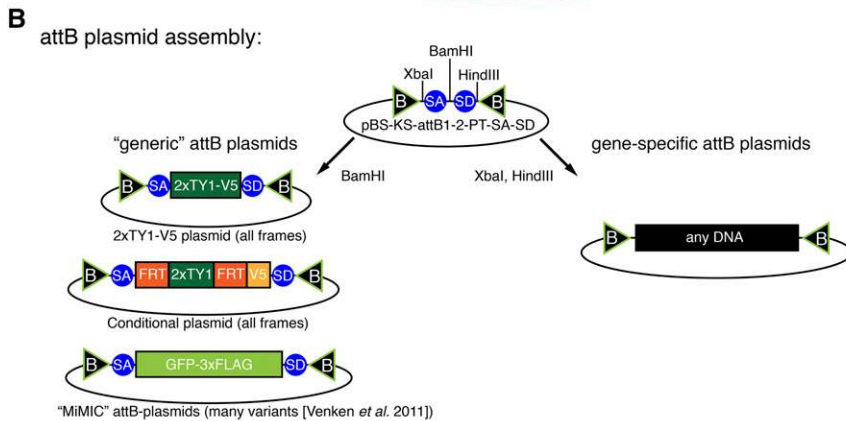 B
attB plasmid assembly:
BamHI
XbaI
HindIII
B SA SD B
pBS-KS-attB1-2-PT-SA-SD
"generic" attB plasmids
gene-specific attB plasmids
BamHI
XbaI, HindIII
B SA 2xTY1-V5 SD B
2xTY1-V5 plasmid (all frames)
B any DNA B
B SA FRT 2xTY1 FRT V5 SD B
Conditional plasmid (all frames)
B SA GFP-3xFLAG SD B
"MiMIC" attB-plasmids (many variants [Venken et al. 2011])